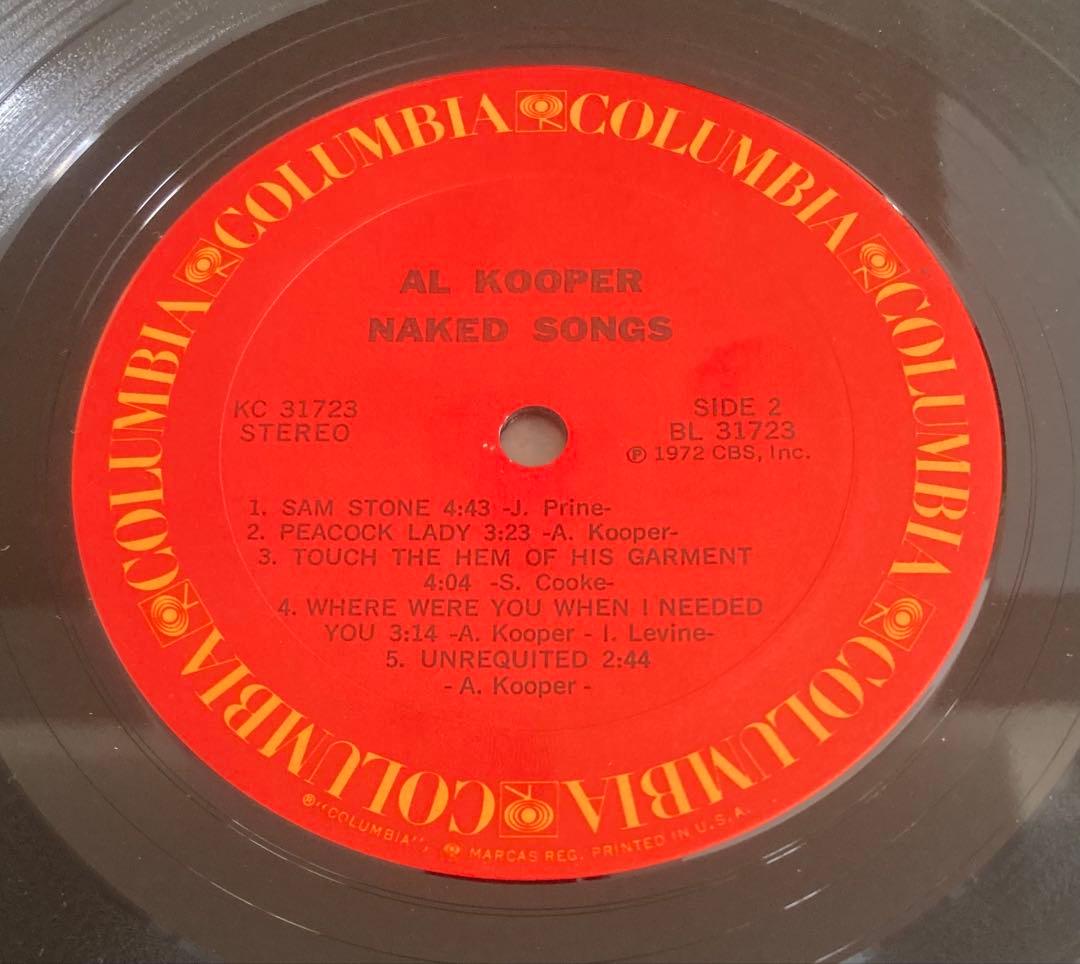 COLUMBIA COLUMBIA COLUMBIA COLUMBIA COLUMBIA COLUMBIA
AL KOOPER
NAKED SONGS
KC 31723
STEREO
SIDE 2
BL 31723
℗ 1972 CBS, Inc.
1. SAM STONE 4:43 -J. Prine-
2. PEACOCK LADY 3:23 -A. Kooper-
3. TOUCH THE HEM OF HIS GARMENT
4:04 -S. Cooke-
4. WHERE WERE YOU WHEN I NEEDED
YOU 3:14 -A. Kooper - I. Levine-
5. UNREQUITED 2:44
- A. Kooper -
® "COLUMBIA", MARCAS REG. PRINTED IN U.S.A.